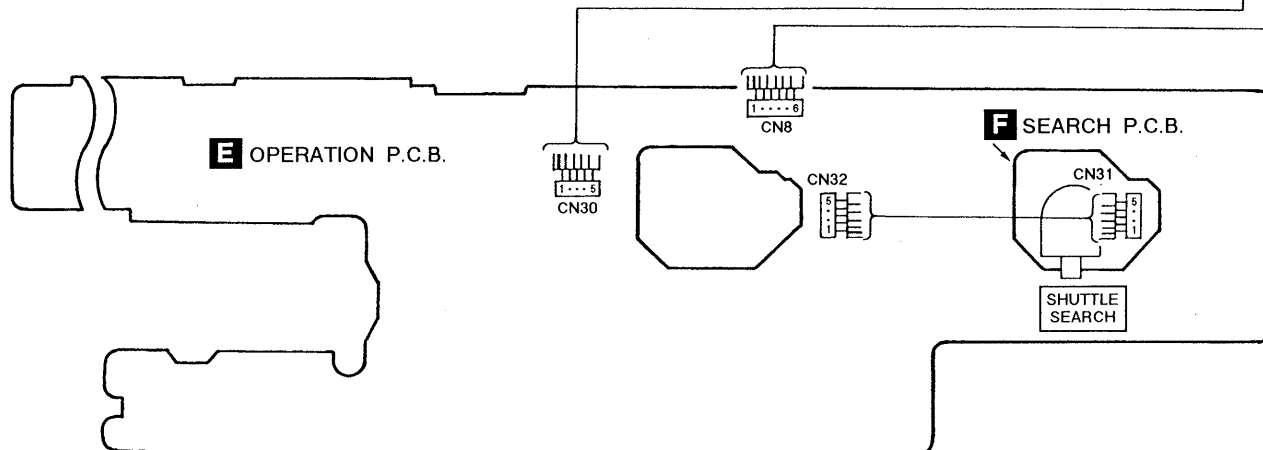 E OPERATION P.C.B.
1 · · · · 6
CN8
1 · · · 5
CN30
CN32
5
·
·
1
F SEARCH P.C.B.
CN31
5
·
·
1
SHUTTLE
SEARCH